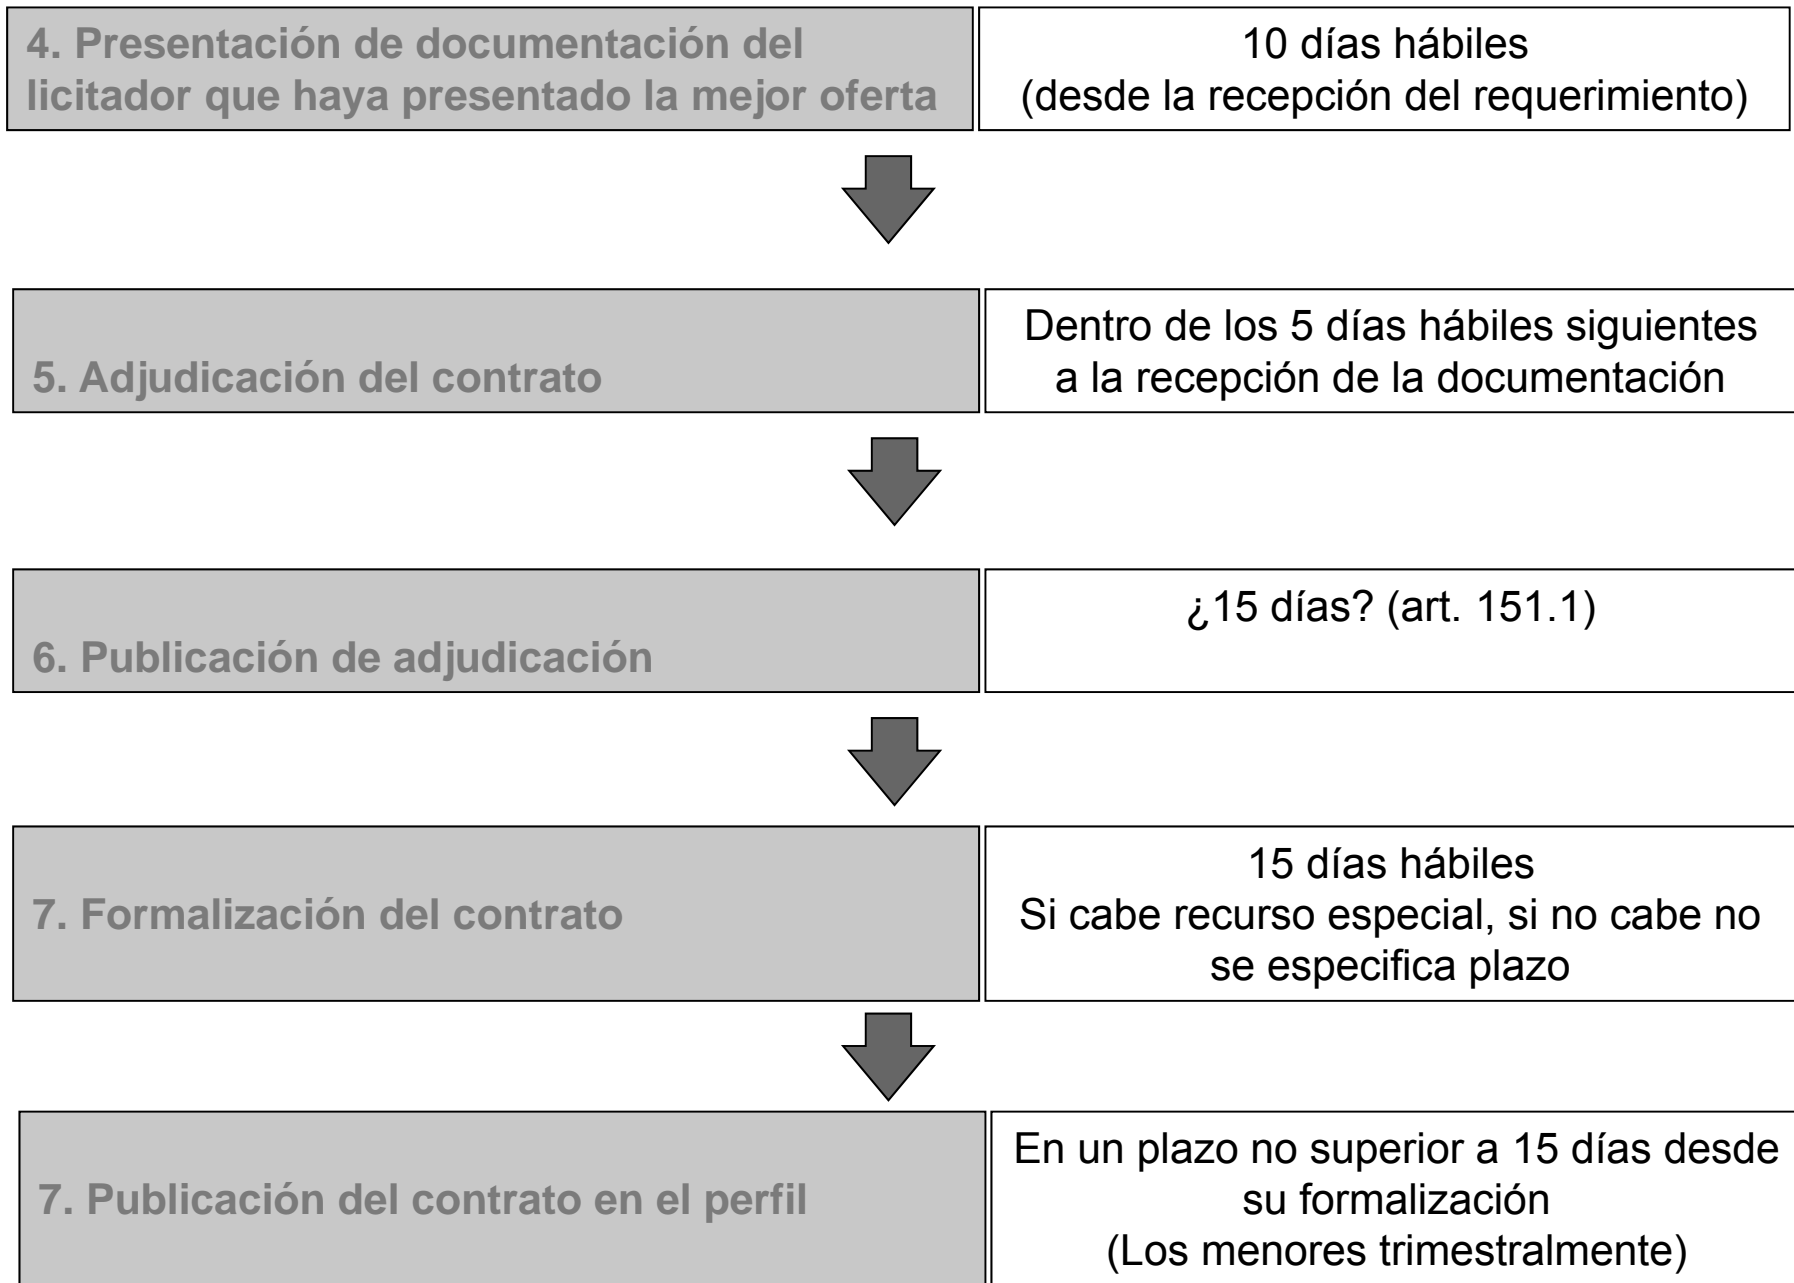 4. Presentación de documentación del
licitador que haya presentado la mejor oferta
10 días hábiles
(desde la recepción del requerimiento)
5. Adjudicación del contrato
Dentro de los 5 días hábiles siguientes
a la recepción de la documentación
6. Publicación de adjudicación
¿15 días? (art. 151.1)
7. Formalización del contrato
15 días hábiles
Si cabe recurso especial, si no cabe no
se especifica plazo
7. Publicación del contrato en el perfil
En un plazo no superior a 15 días desde
su formalización
(Los menores trimestralmente)